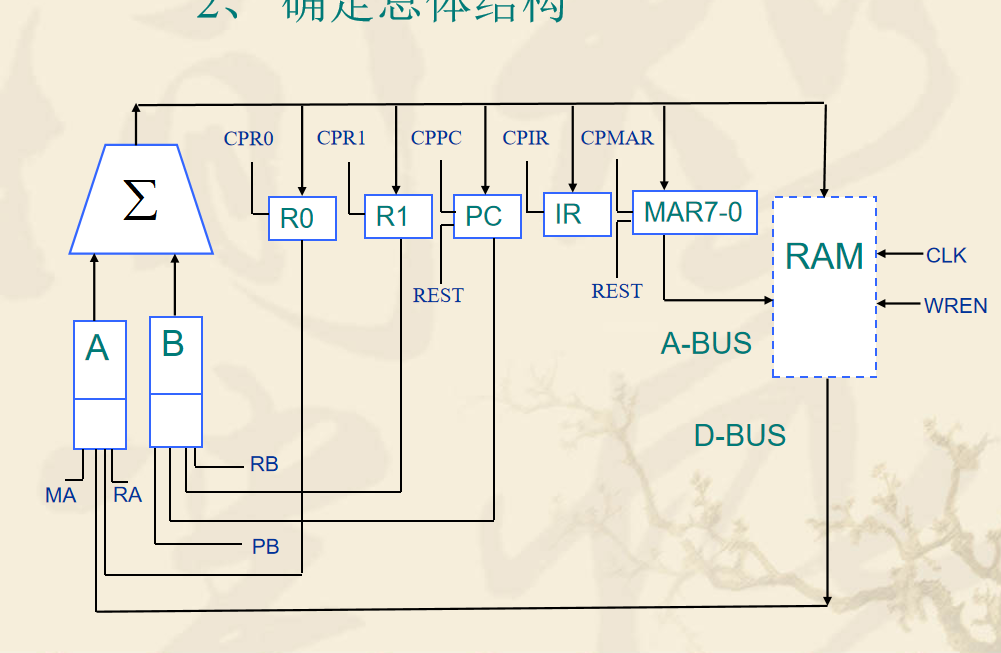 2、 确定总体结构
CPR0 CPR1 CPPC CPIR CPMAR
Σ
R0 R1 PC IR MAR7-0
RAM
CLK
REST REST
WREN
A B
A-BUS
D-BUS
RB
MA RA
PB